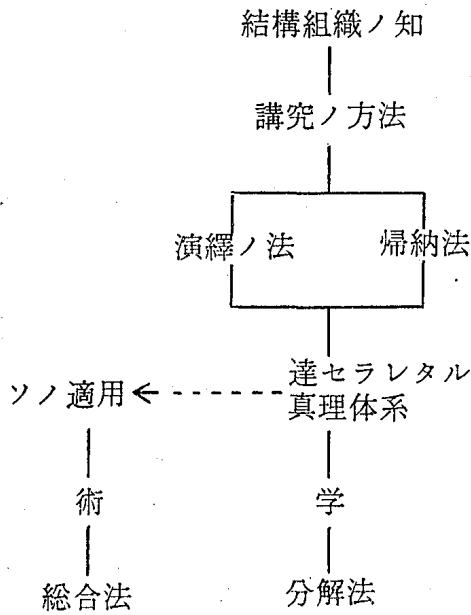 結構組織ノ知
講究ノ方法
演繹ノ法
帰納法
達セラレタル
真理体系
ソノ適用
術
学
総合法
分解法